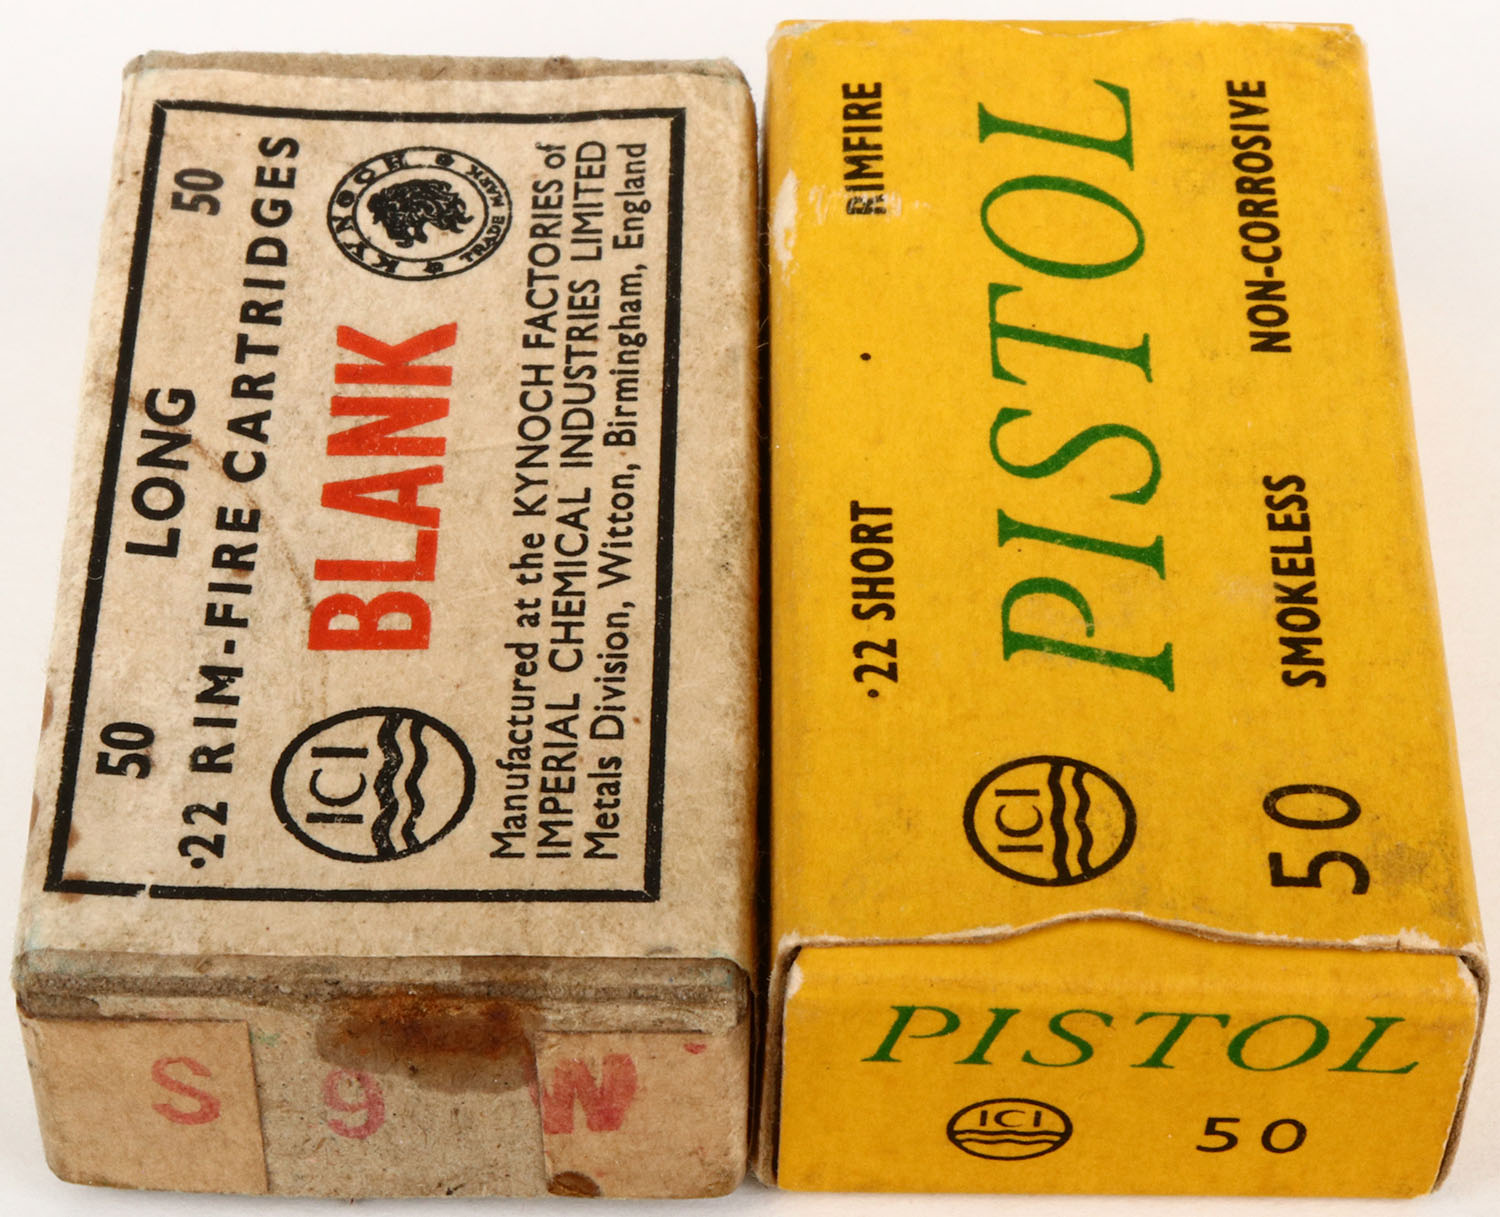 50 50
LONG
.22 RIM-FIRE CARTRIDGES
ICI BLANK KYNOCH TRADE MARK
Manufactured at the KYNOCH FACTORIES of
IMPERIAL CHEMICAL INDUSTRIES LIMITED
Metals Division, Witton, Birmingham, England
S 9 W
.22 SHORT · RIMFIRE
ICI PISTOL
50 SMOKELESS NON-CORROSIVE
PISTOL
ICI 50